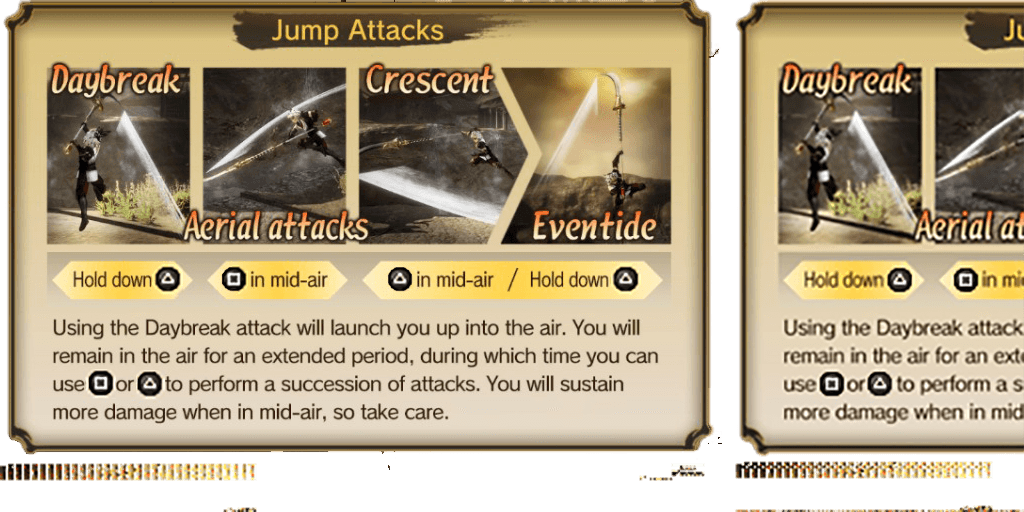 Jump Attacks
Daybreak
Crescent
Aerial attacks
Eventide
Hold down
in mid-air
in mid-air / Hold down
Using the Daybreak attack will launch you up into the air. You will
remain in the air for an extended period, during which time you can
use or to perform a succession of attacks. You will sustain
more damage when in mid-air, so take care.
Ju
Daybreak
Aerial at
Hold down
in mi
Using the Daybreak attack
remain in the air for an exte
use or to perform a s
more damage when in mid